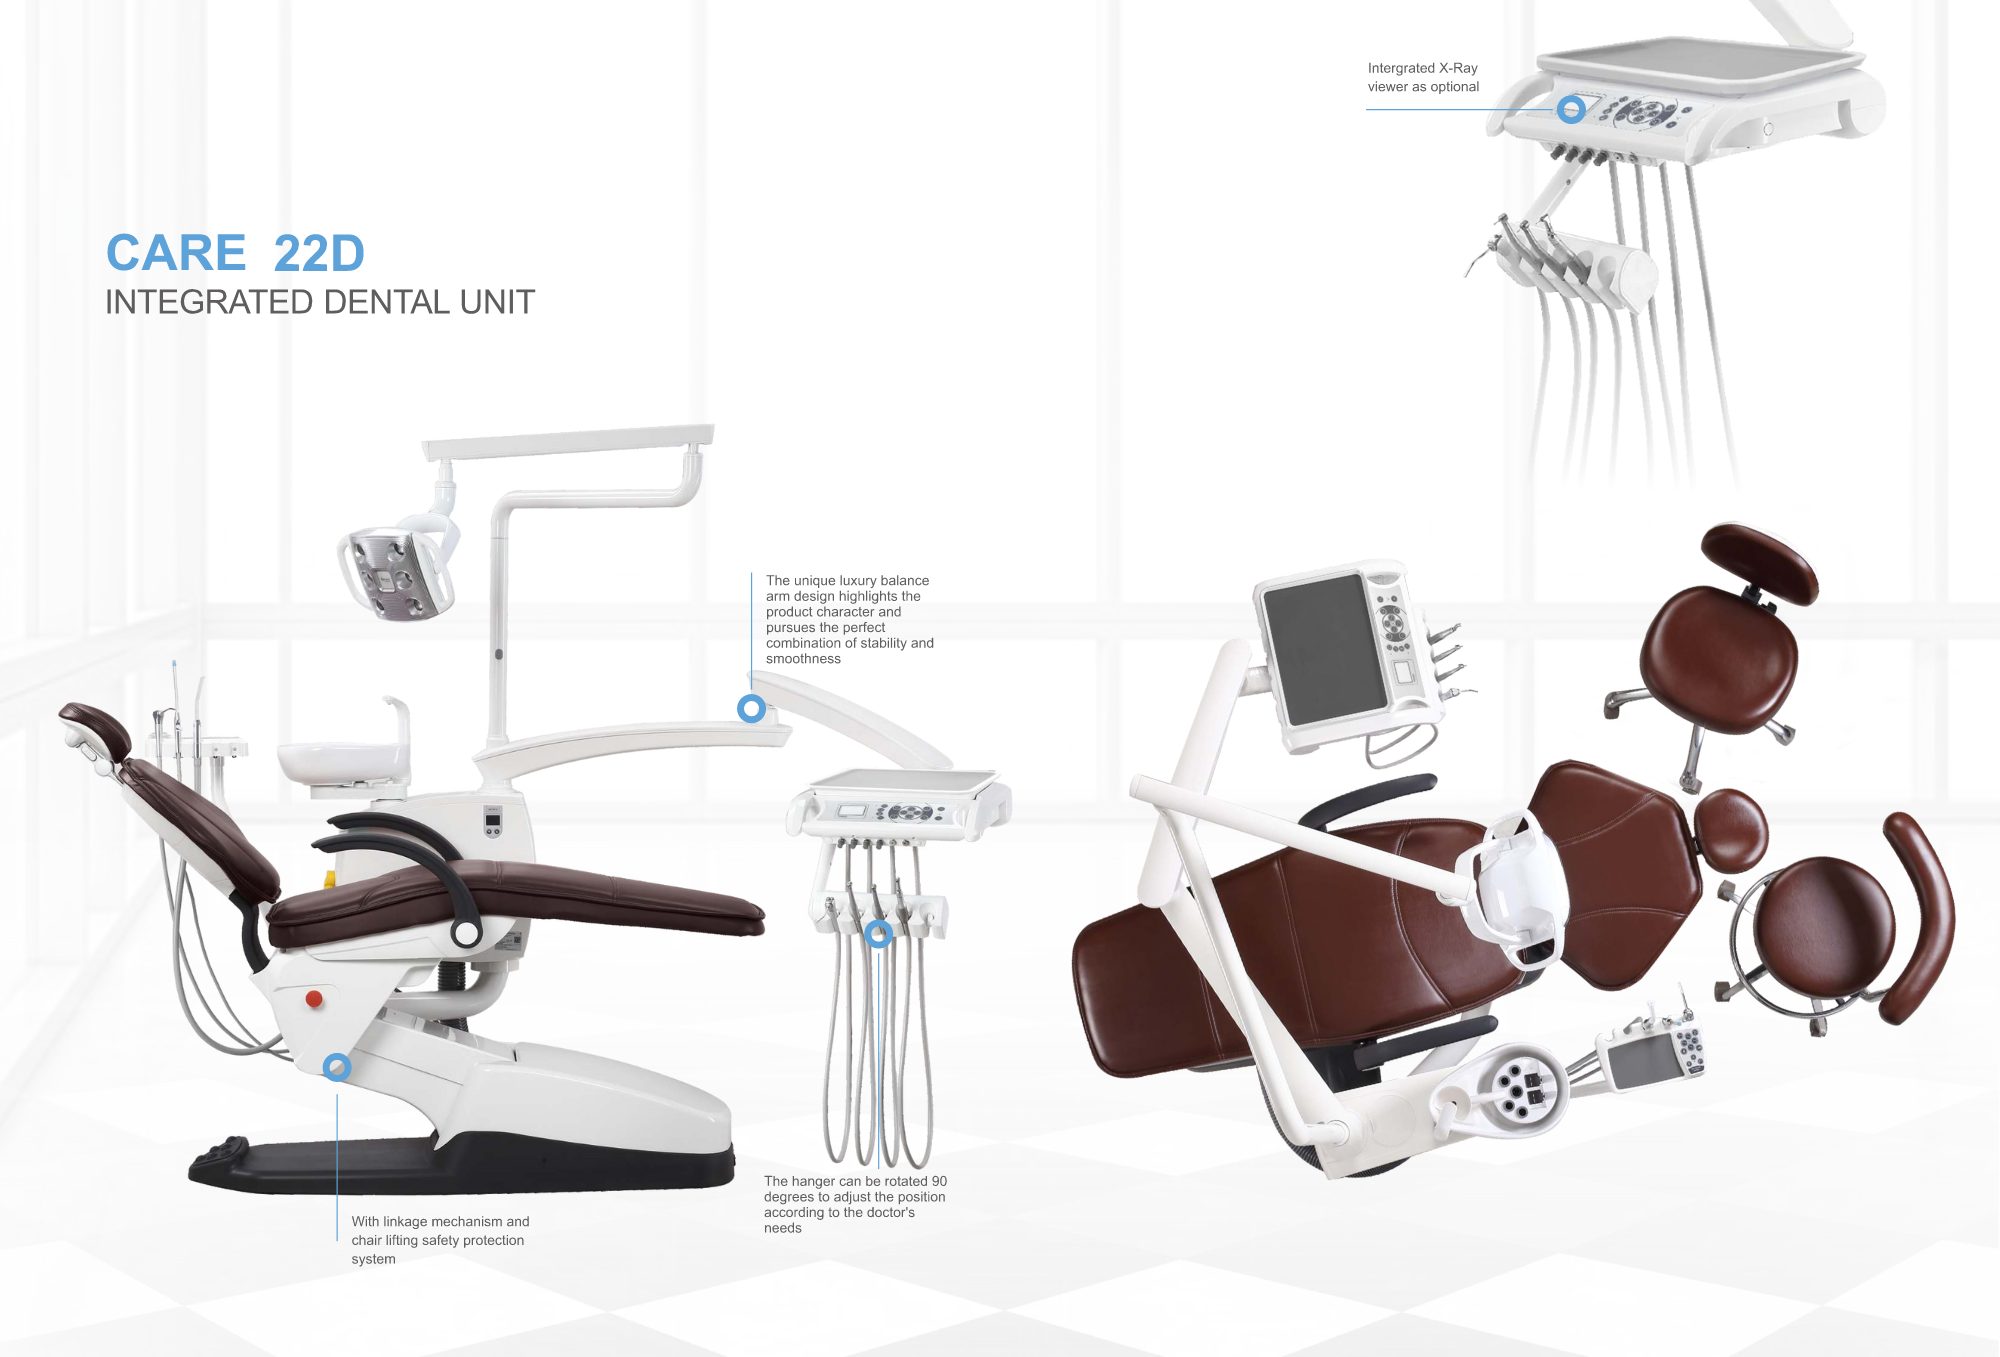 CARE 22D
INTEGRATED DENTAL UNIT
Intergrated X-Ray
viewer as optional
The unique luxury balance
arm design highlights the
product character and
pursues the perfect
combination of stability and
smoothness
The hanger can be rotated 90
degrees to adjust the position
according to the doctor's
needs
With linkage mechanism and
chair lifting safety protection
system